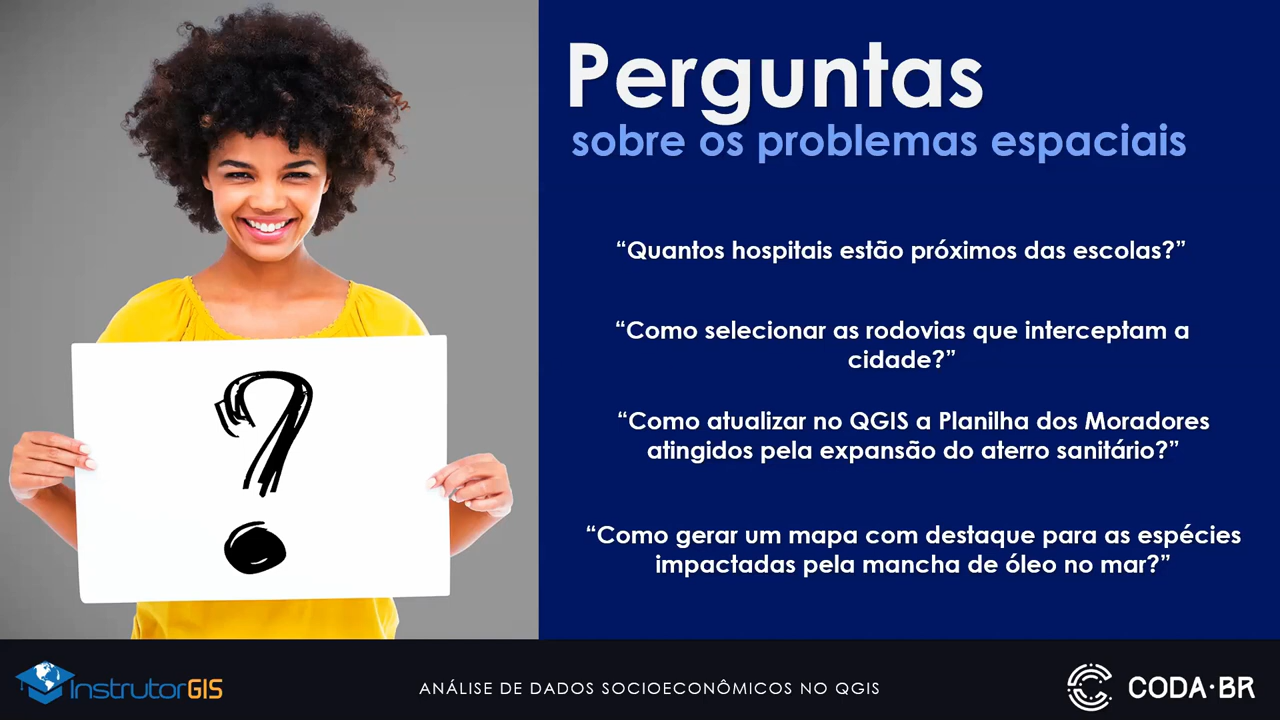 Perguntas
sobre os problemas espaciais
“Quantos hospitais estão próximos das escolas?”
“Como selecionar as rodovias que interceptam a
cidade?”
“Como atualizar no QGIS a Planilha dos Moradores
atingidos pela expansão do aterro sanitário?”
“Como gerar um mapa com destaque para as espécies
impactadas pela mancha de óleo no mar?”
?
InstrutorGIS
ANÁLISE DE DADOS SOCIOECONÔMICOS NO QGIS
CODA·BR